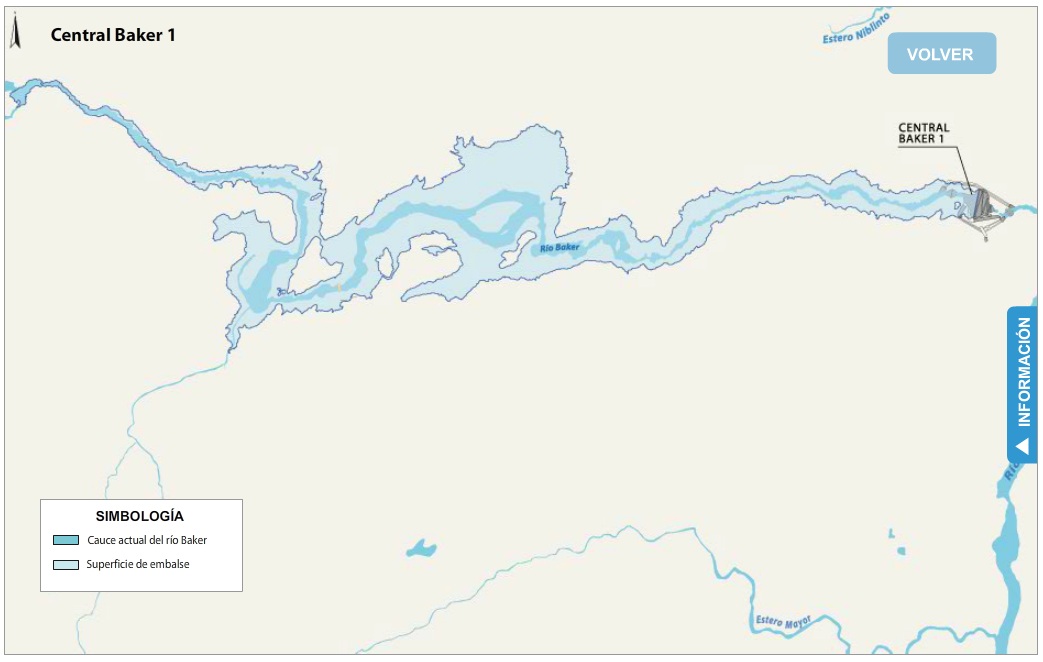 Central Baker 1
Estero Niblinto
VOLVER
CENTRAL
BAKER 1
Río Baker
INFORMACIÓN
Río
SIMBOLOGÍA
Cauce actual del río Baker
Superficie de embalse
Estero Mayor